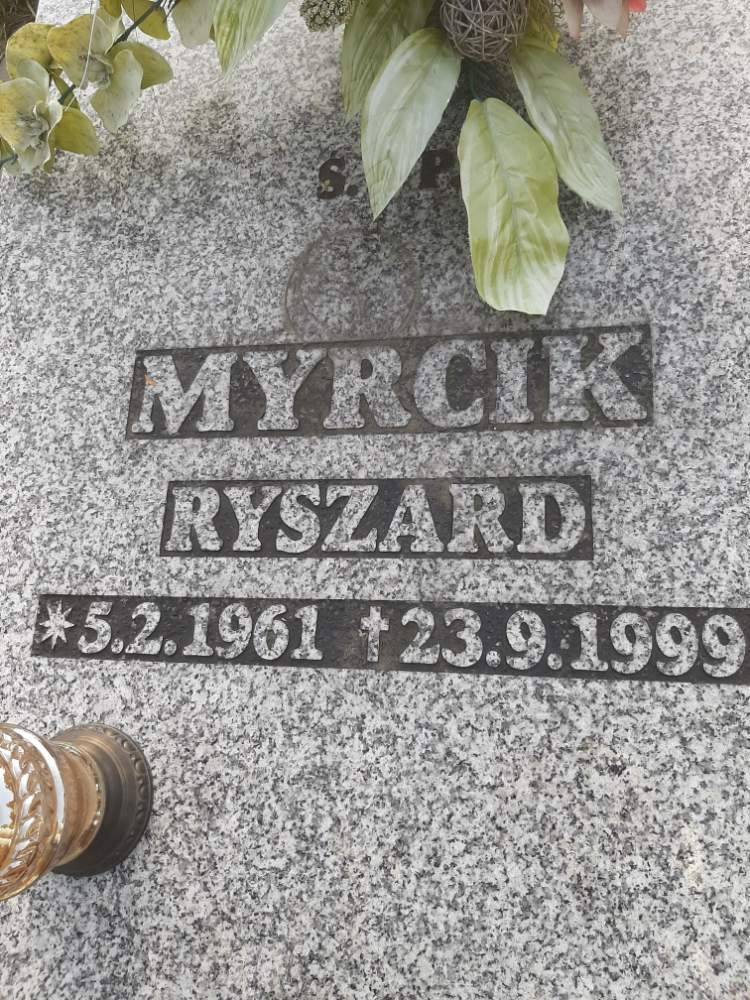 S. P.
MYRCIK
RYSZARD
*5.2.1961 †23.9.1999